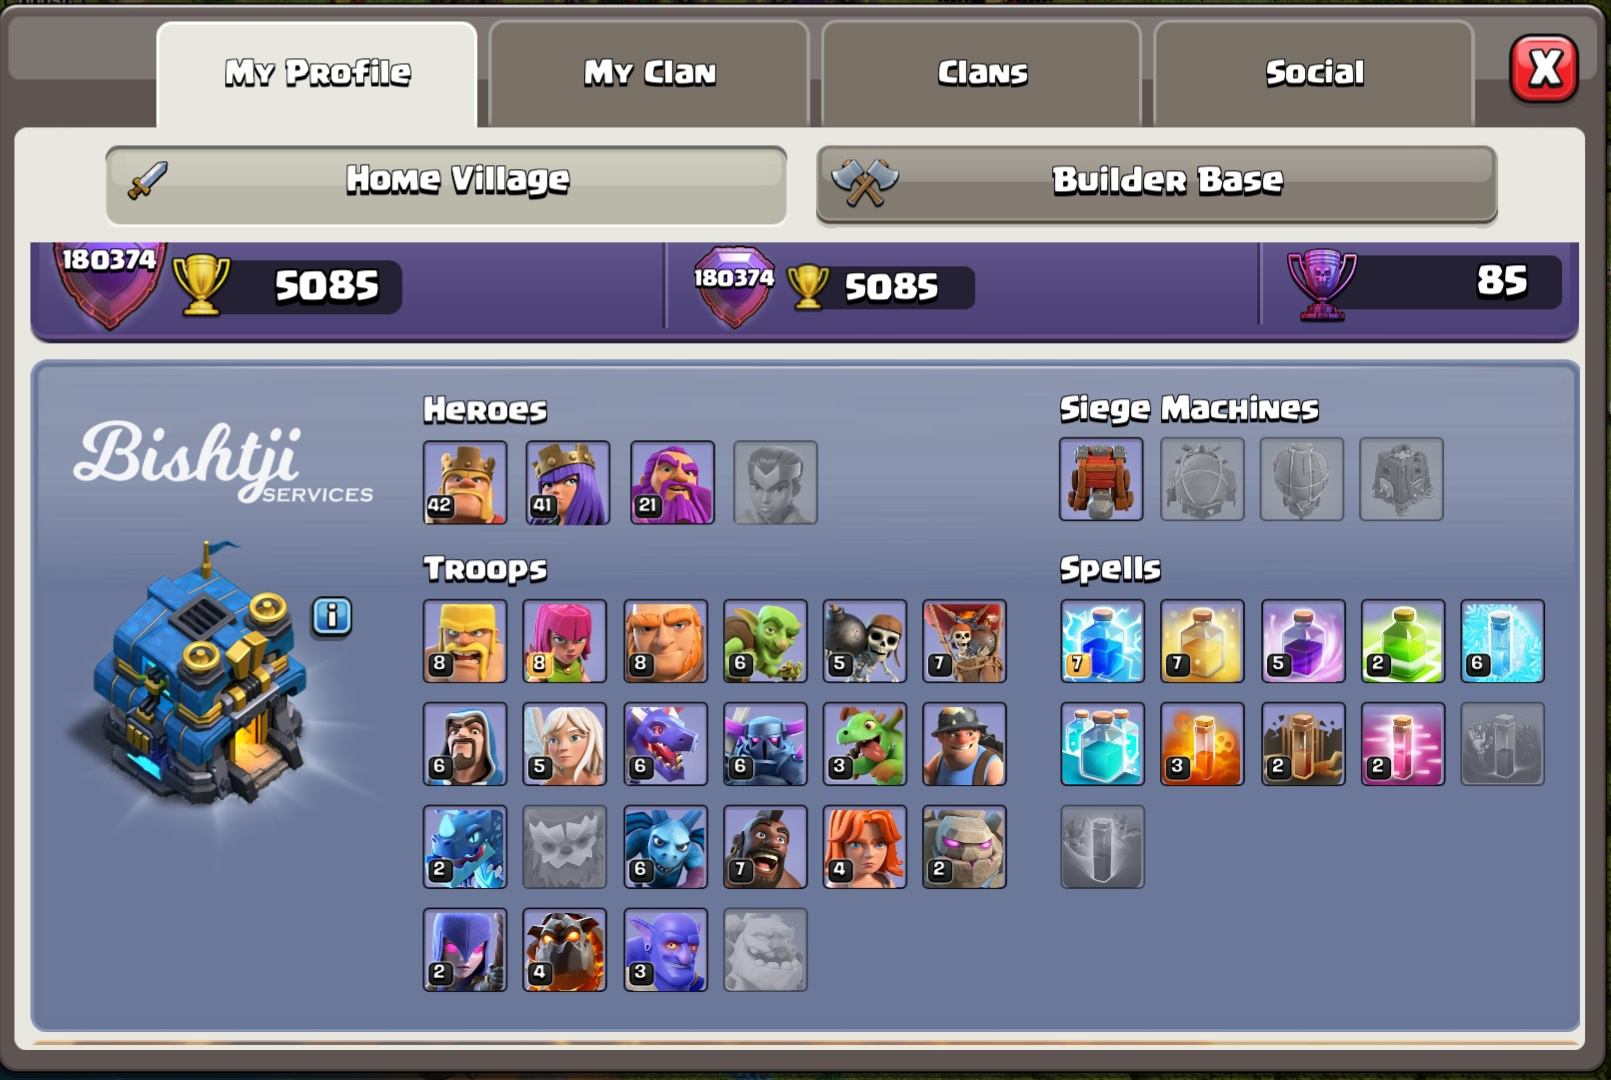 My Profile
My Clan
Clans
Social
X
Home Village
Builder Base
180374
5085
180374
5085
85
Bishtji
SERVICES
Heroes
Siege Machines
42
41
21
i
Troops
Spells
8
8
8
6
5
7
7
7
5
2
6
6
5
6
6
3
3
2
2
2
6
7
4
2
2
4
3